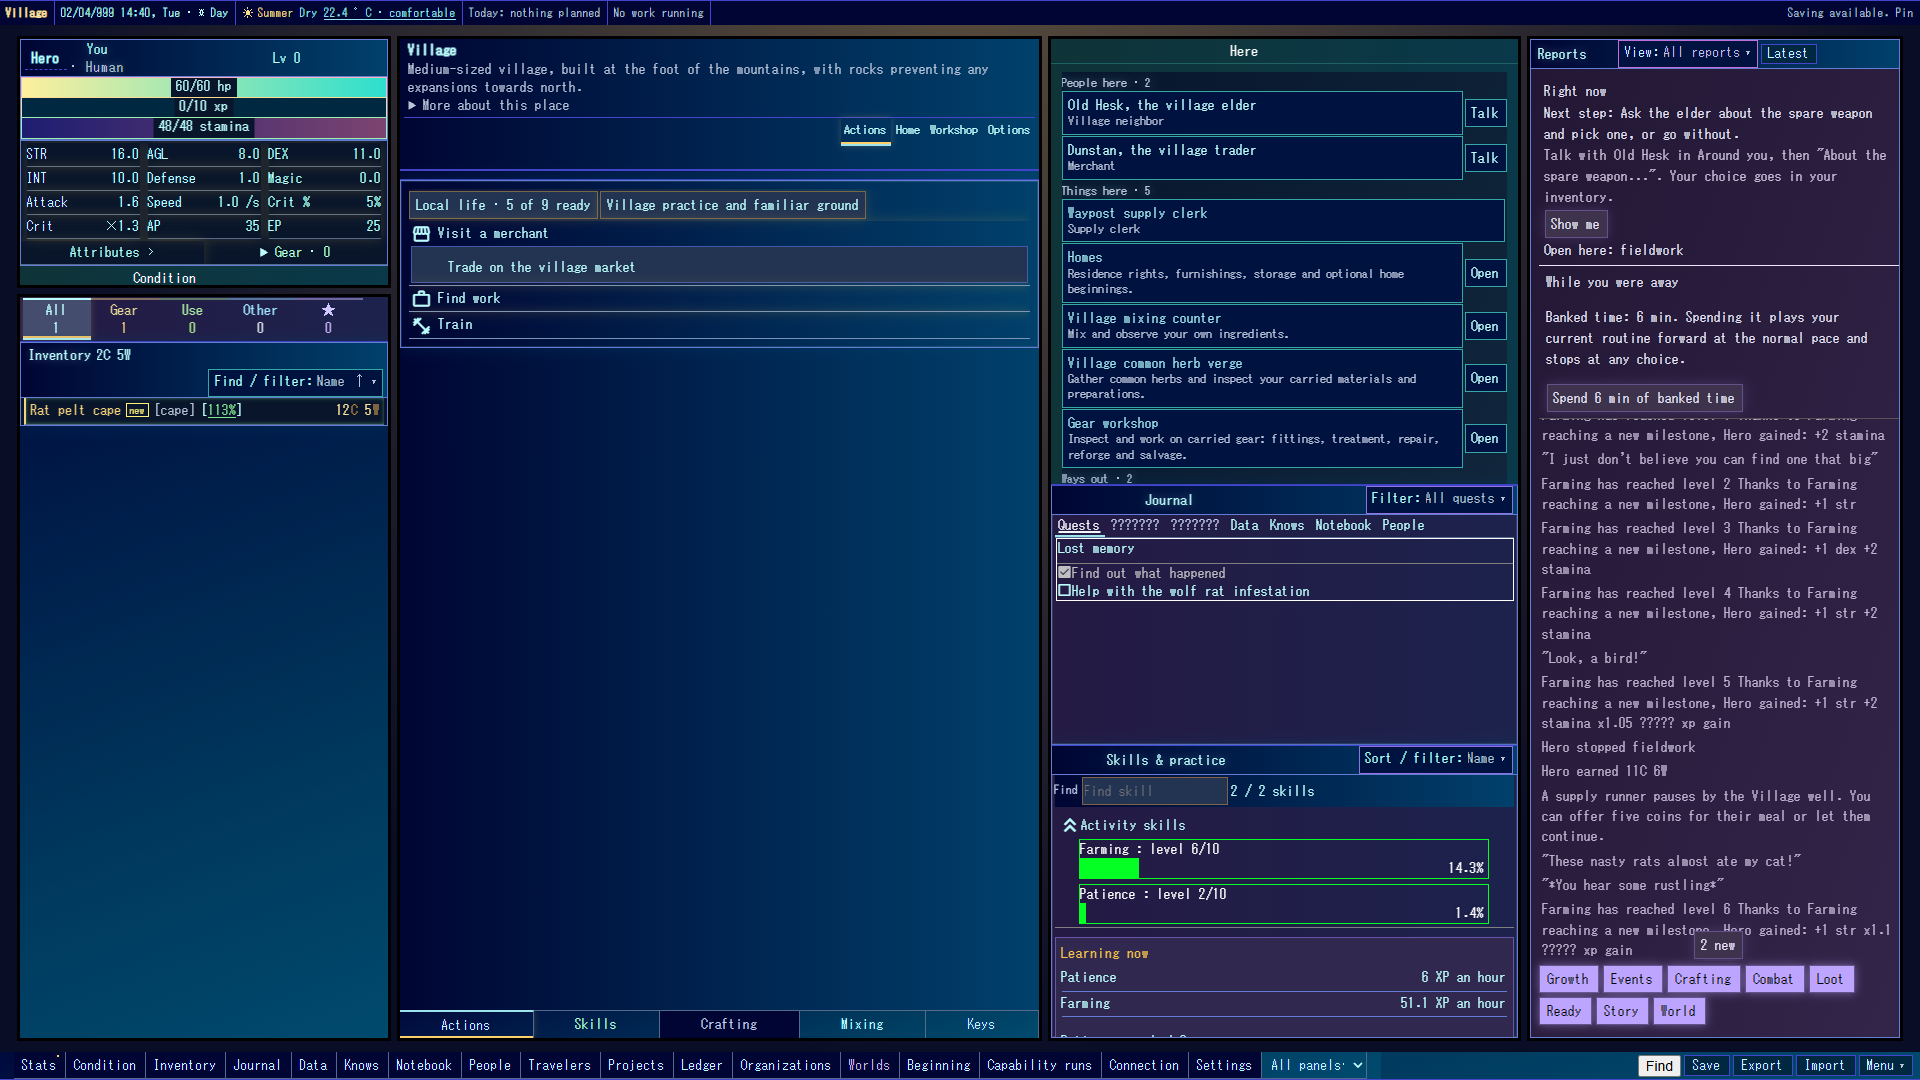 Village
02/04/999 14:40, Tue · ☀ Day
Summer Dry 22.4 ° C · comfortable
Today: nothing planned
No work running
Saving available. Pin
Hero · You
Human
Lv 0
60/60 hp
0/10 xp
48/48 stamina
STR 16.0 AGL 8.0 DEX 11.0
INT 10.0 Defense 1.0 Magic 0.0
Attack 1.6 Speed 1.0 /s Crit % 5%
Crit ×1.3 AP 35 EP 25
Attributes >
▶ Gear · 0
Condition
All Gear Use Other ★
1 1 0 0 0
Inventory 2C 5W
Find / filter: Name ↑ ▾
Rat pelt cape new [cape] [113%] 12C 5W
Village
Medium-sized village, built at the foot of the mountains, with rocks preventing any
expansions towards north.
▶ More about this place
Actions Home Workshop Options
Local life · 5 of 9 ready
Village practice and familiar ground
Visit a merchant
Trade on the village market
Find work
Train
Actions Skills Crafting Mixing Keys
Here
People here · 2
Old Hesk, the village elder
Village neighbor
Talk
Dunstan, the village trader
Merchant
Talk
Things here · 5
Waypost supply clerk
Supply clerk
Homes
Residence rights, furnishings, storage and optional home
beginnings.
Open
Village mixing counter
Mix and observe your own ingredients.
Open
Village common herb verge
Gather common herbs and inspect your carried materials and
preparations.
Open
Gear workshop
Inspect and work on carried gear: fittings, treatment, repair,
reforge and salvage.
Open
Ways out · 2
Journal
Filter: All quests ▾
Quests ??????? ??????? Data Knows Notebook People
Lost memory
Find out what happened
Help with the wolf rat infestation
Skills & practice
Sort / filter: Name ▾
Find Find skill 2 / 2 skills
Activity skills
Farming : level 6/10
14.3%
Patience : level 2/10
1.4%
Learning now
Patience 6 XP an hour
Farming 51.1 XP an hour
Reports
View: All reports ▾
Latest
Right now
Next step: Ask the elder about the spare weapon
and pick one, or go without.
Talk with Old Hesk in Around you, then "About the
spare weapon...". Your choice goes in your
inventory.
Show me
Open here: fieldwork
While you were away
Banked time: 6 min. Spending it plays your
current routine forward at the normal pace and
stops at any choice.
Spend 6 min of banked time
reaching a new milestone, Hero gained: +2 stamina
"I just don't believe you can find one that big"
Farming has reached level 2 Thanks to Farming
reaching a new milestone, Hero gained: +1 str
Farming has reached level 3 Thanks to Farming
reaching a new milestone, Hero gained: +1 dex +2
stamina
Farming has reached level 4 Thanks to Farming
reaching a new milestone, Hero gained: +1 str +2
stamina
"Look, a bird!"
Farming has reached level 5 Thanks to Farming
reaching a new milestone, Hero gained: +1 str +2
stamina x1.05 ????? xp gain
Hero stopped fieldwork
Hero earned 11C 6W
A supply runner pauses by the Village well. You
can offer five coins for their meal or let them
continue.
"These nasty rats almost ate my cat!"
"*You hear some rustling*"
Farming has reached level 6 Thanks to Farming
reaching a new milestone, Hero gained: +1 str x1.1
????? xp gain
2 new
Growth Events Crafting Combat Loot
Ready Story World
Stats Condition Inventory Journal Data Knows Notebook People Travelers Projects Ledger Organizations Worlds Beginning Capability runs Connection Settings All panels
Find Save Export Import Menu ▾